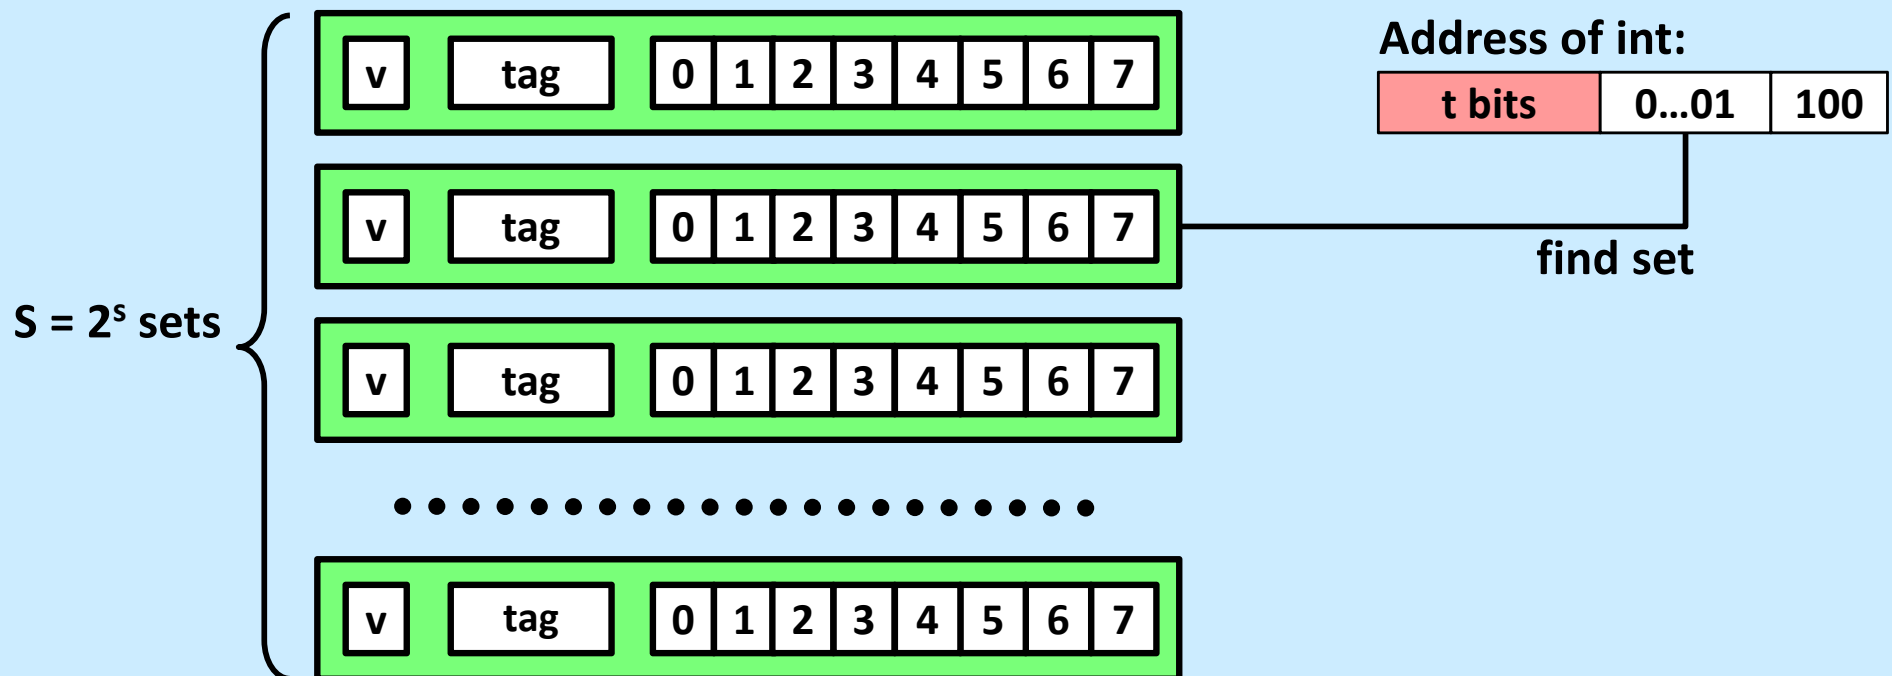 v tag 0 1 2 3 4 5 6 7
Address of int:
t bits 0...01 100
v tag 0 1 2 3 4 5 6 7
find set
S = 2ˢ sets
v tag 0 1 2 3 4 5 6 7
v tag 0 1 2 3 4 5 6 7